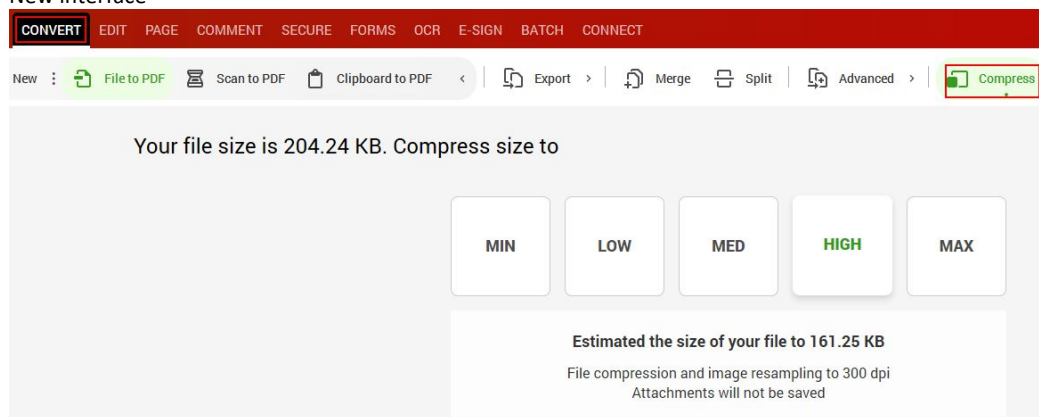 New Interface
CONVERT EDIT PAGE COMMENT SECURE FORMS OCR E-SIGN BATCH CONNECT
New File to PDF Scan to PDF Clipboard to PDF Export Merge Split Advanced Compress
Your file size is 204.24 KB. Compress size to
MIN LOW MED HIGH MAX
Estimated the size of your file to 161.25 KB
File compression and image resampling to 300 dpi
Attachments will not be saved